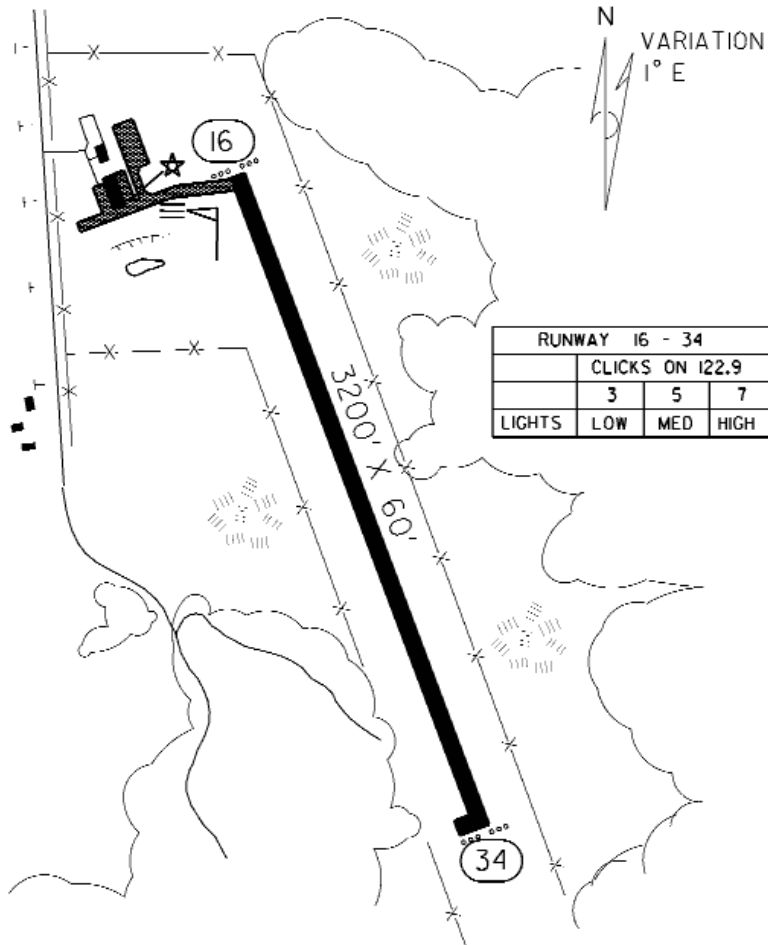 N
VARIATION
1° E
16
3200' X 60'
RUNWAY 16 - 34
CLICKS ON 122.9
3 5 7
LIGHTS LOW MED HIGH
34